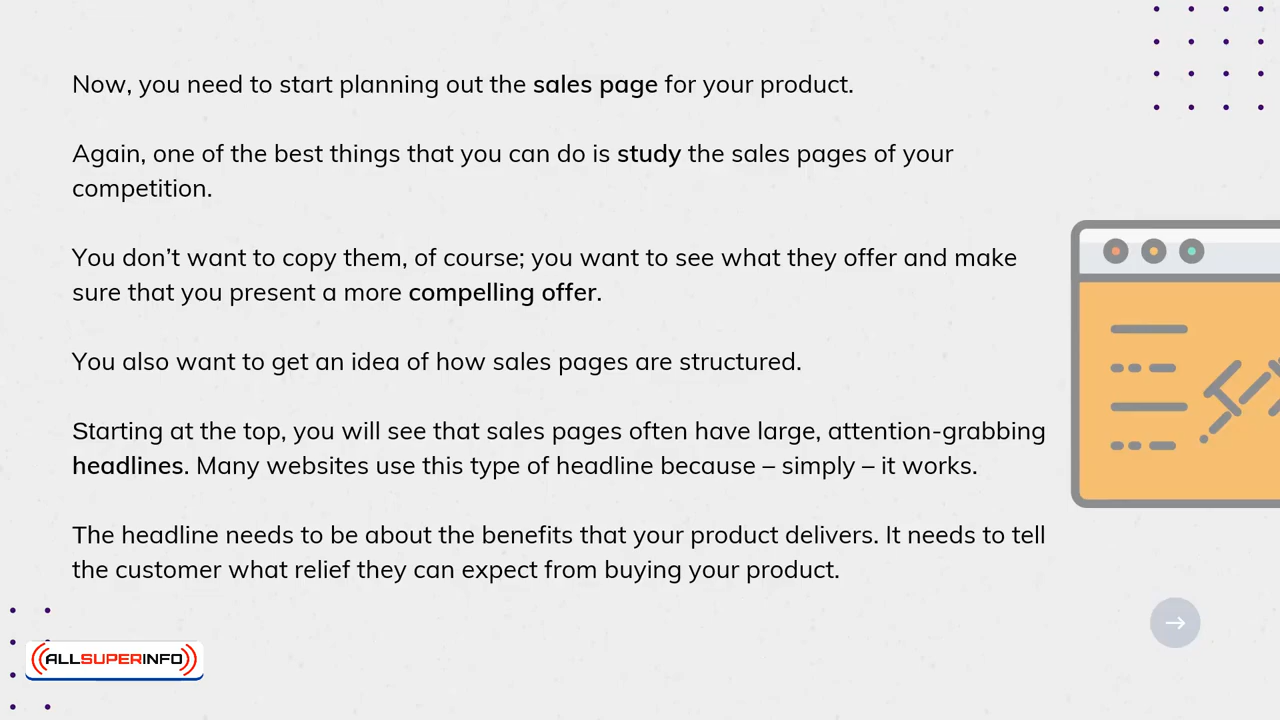 Now, you need to start planning out the sales page for your product.
Again, one of the best things that you can do is study the sales pages of your
competition.
You don’t want to copy them, of course; you want to see what they offer and make
sure that you present a more compelling offer.
You also want to get an idea of how sales pages are structured.
Starting at the top, you will see that sales pages often have large, attention-grabbing
headlines. Many websites use this type of headline because – simply – it works.
The headline needs to be about the benefits that your product delivers. It needs to tell
the customer what relief they can expect from buying your product.
ALLSUPERINFO